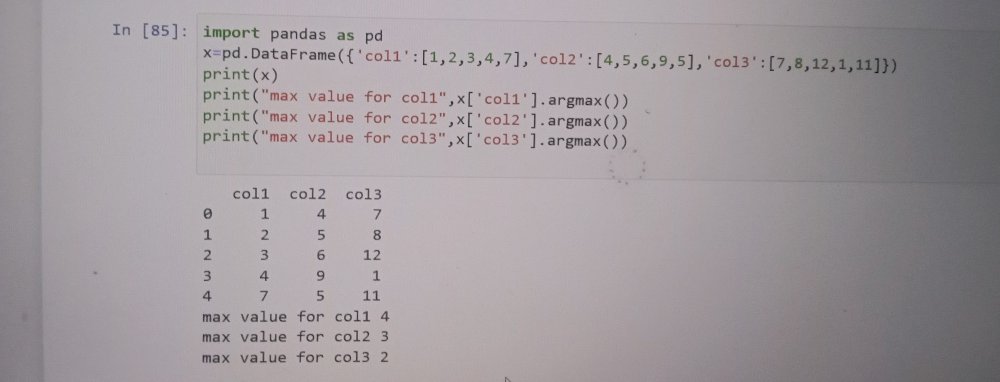 In [85]: import pandas as pd
x=pd.DataFrame({'col1':[1,2,3,4,7],'col2':[4,5,6,9,5],'col3':[7,8,12,1,11]})
print(x)
print("max value for col1",x['col1'].argmax())
print("max value for col2",x['col2'].argmax())
print("max value for col3",x['col3'].argmax())
col1 col2 col3
0 1 4 7
1 2 5 8
2 3 6 12
3 4 9 1
4 7 5 11
max value for col1 4
max value for col2 3
max value for col3 2